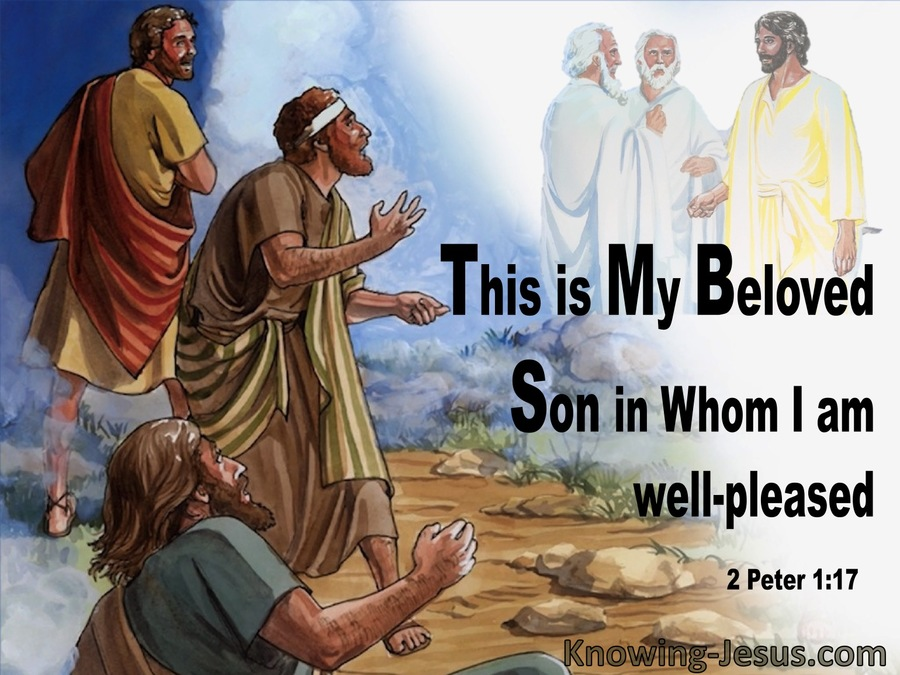 This is My Beloved
Son in Whom I am
well-pleased
2 Peter 1:17
Knowing-Jesus.com